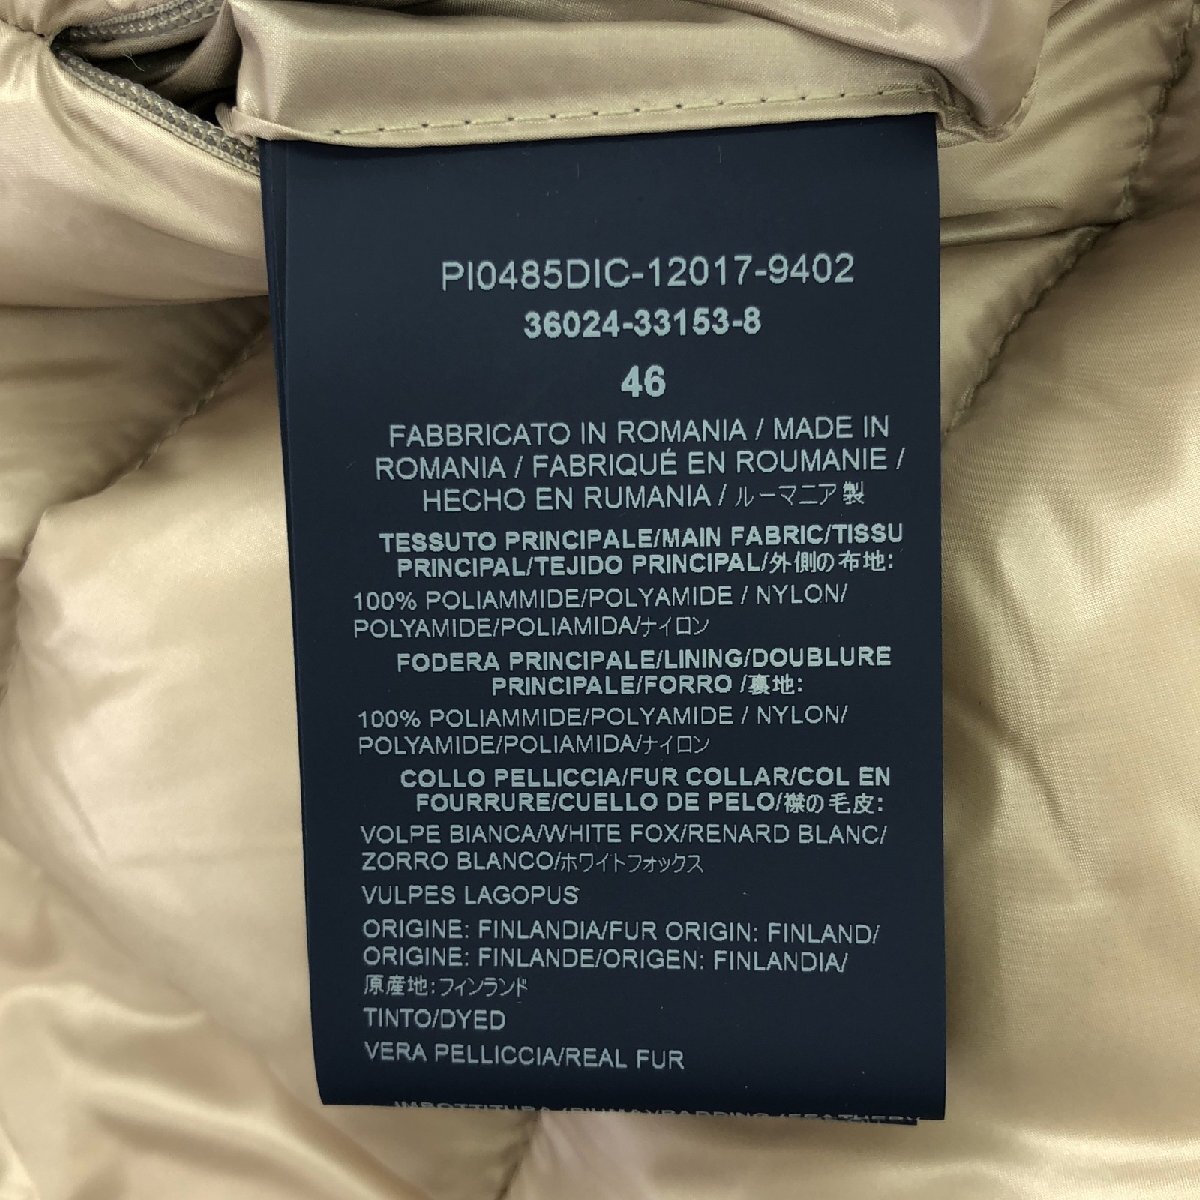 PI0485DIC-12017-9402
36024-33153-8
46
FABBRICATO IN ROMANIA / MADE IN
ROMANIA / FABRIQUÉ EN ROUMANIE /
HECHO EN RUMANIA / ルーマニア製
TESSUTO PRINCIPALE/MAIN FABRIC/TISSU
PRINCIPAL/TEJIDO PRINCIPAL/外側の布地:
100% POLIAMMIDE/POLYAMIDE / NYLON/
POLYAMIDE/POLIAMIDA/ナイロン
FODERA PRINCIPALE/LINING/DOUBLURE
PRINCIPALE/FORRO /裏地:
100% POLIAMMIDE/POLYAMIDE / NYLON/
POLYAMIDE/POLIAMIDA/ナイロン
COLLO PELLICCIA/FUR COLLAR/COL EN
FOURRURE/CUELLO DE PELO/襟の毛皮:
VOLPE BIANCA/WHITE FOX/RENARD BLANC/
ZORRO BLANCO/ホワイトフォックス
VULPES LAGOPUS
ORIGINE: FINLANDIA/FUR ORIGIN: FINLAND/
ORIGINE: FINLANDE/ORIGEN: FINLANDIA/
原産地:フィンランド
TINTO/DYED
VERA PELLICCIA/REAL FUR